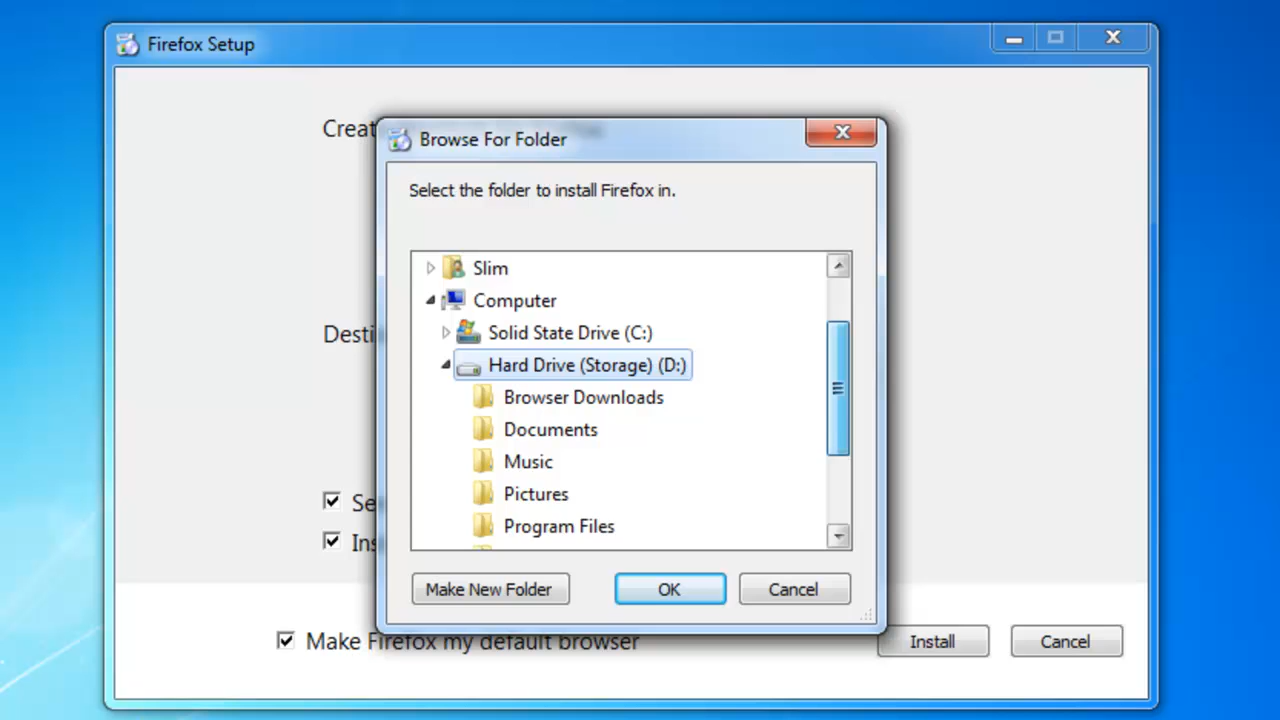 Firefox Setup
Creat
Browse For Folder
Select the folder to install Firefox in.
Slim
Computer
Solid State Drive (C:)
Desti
Hard Drive (Storage) (D:)
Browser Downloads
Documents
Music
Pictures
Se
Program Files
Ins
Make New Folder
OK
Cancel
Make Firefox my default browser
Install
Cancel